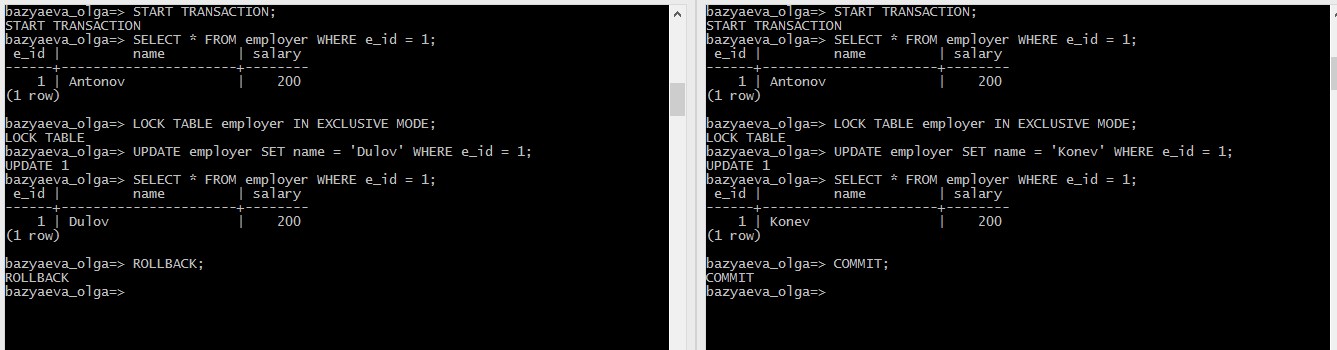 bazyaeva_olga=> START TRANSACTION;
START TRANSACTION
bazyaeva_olga=> SELECT * FROM employer WHERE e_id = 1;
 e_id |         name         | salary
------+----------------------+--------
    1 | Antonov              |    200
(1 row)

bazyaeva_olga=> LOCK TABLE employer IN EXCLUSIVE MODE;
LOCK TABLE
bazyaeva_olga=> UPDATE employer SET name = 'Dulov' WHERE e_id = 1;
UPDATE 1
bazyaeva_olga=> SELECT * FROM employer WHERE e_id = 1;
 e_id |         name         | salary
------+----------------------+--------
    1 | Dulov                |    200
(1 row)

bazyaeva_olga=> ROLLBACK;
ROLLBACK
bazyaeva_olga=>
bazyaeva_olga=> START TRANSACTION;
START TRANSACTION
bazyaeva_olga=> SELECT * FROM employer WHERE e_id = 1;
 e_id |         name         | salary
------+----------------------+--------
    1 | Antonov              |    200
(1 row)

bazyaeva_olga=> LOCK TABLE employer IN EXCLUSIVE MODE;
LOCK TABLE
bazyaeva_olga=> UPDATE employer SET name = 'Konev' WHERE e_id = 1;
UPDATE 1
bazyaeva_olga=> SELECT * FROM employer WHERE e_id = 1;
 e_id |         name         | salary
------+----------------------+--------
    1 | Konev                |    200
(1 row)

bazyaeva_olga=> COMMIT;
COMMIT
bazyaeva_olga=>